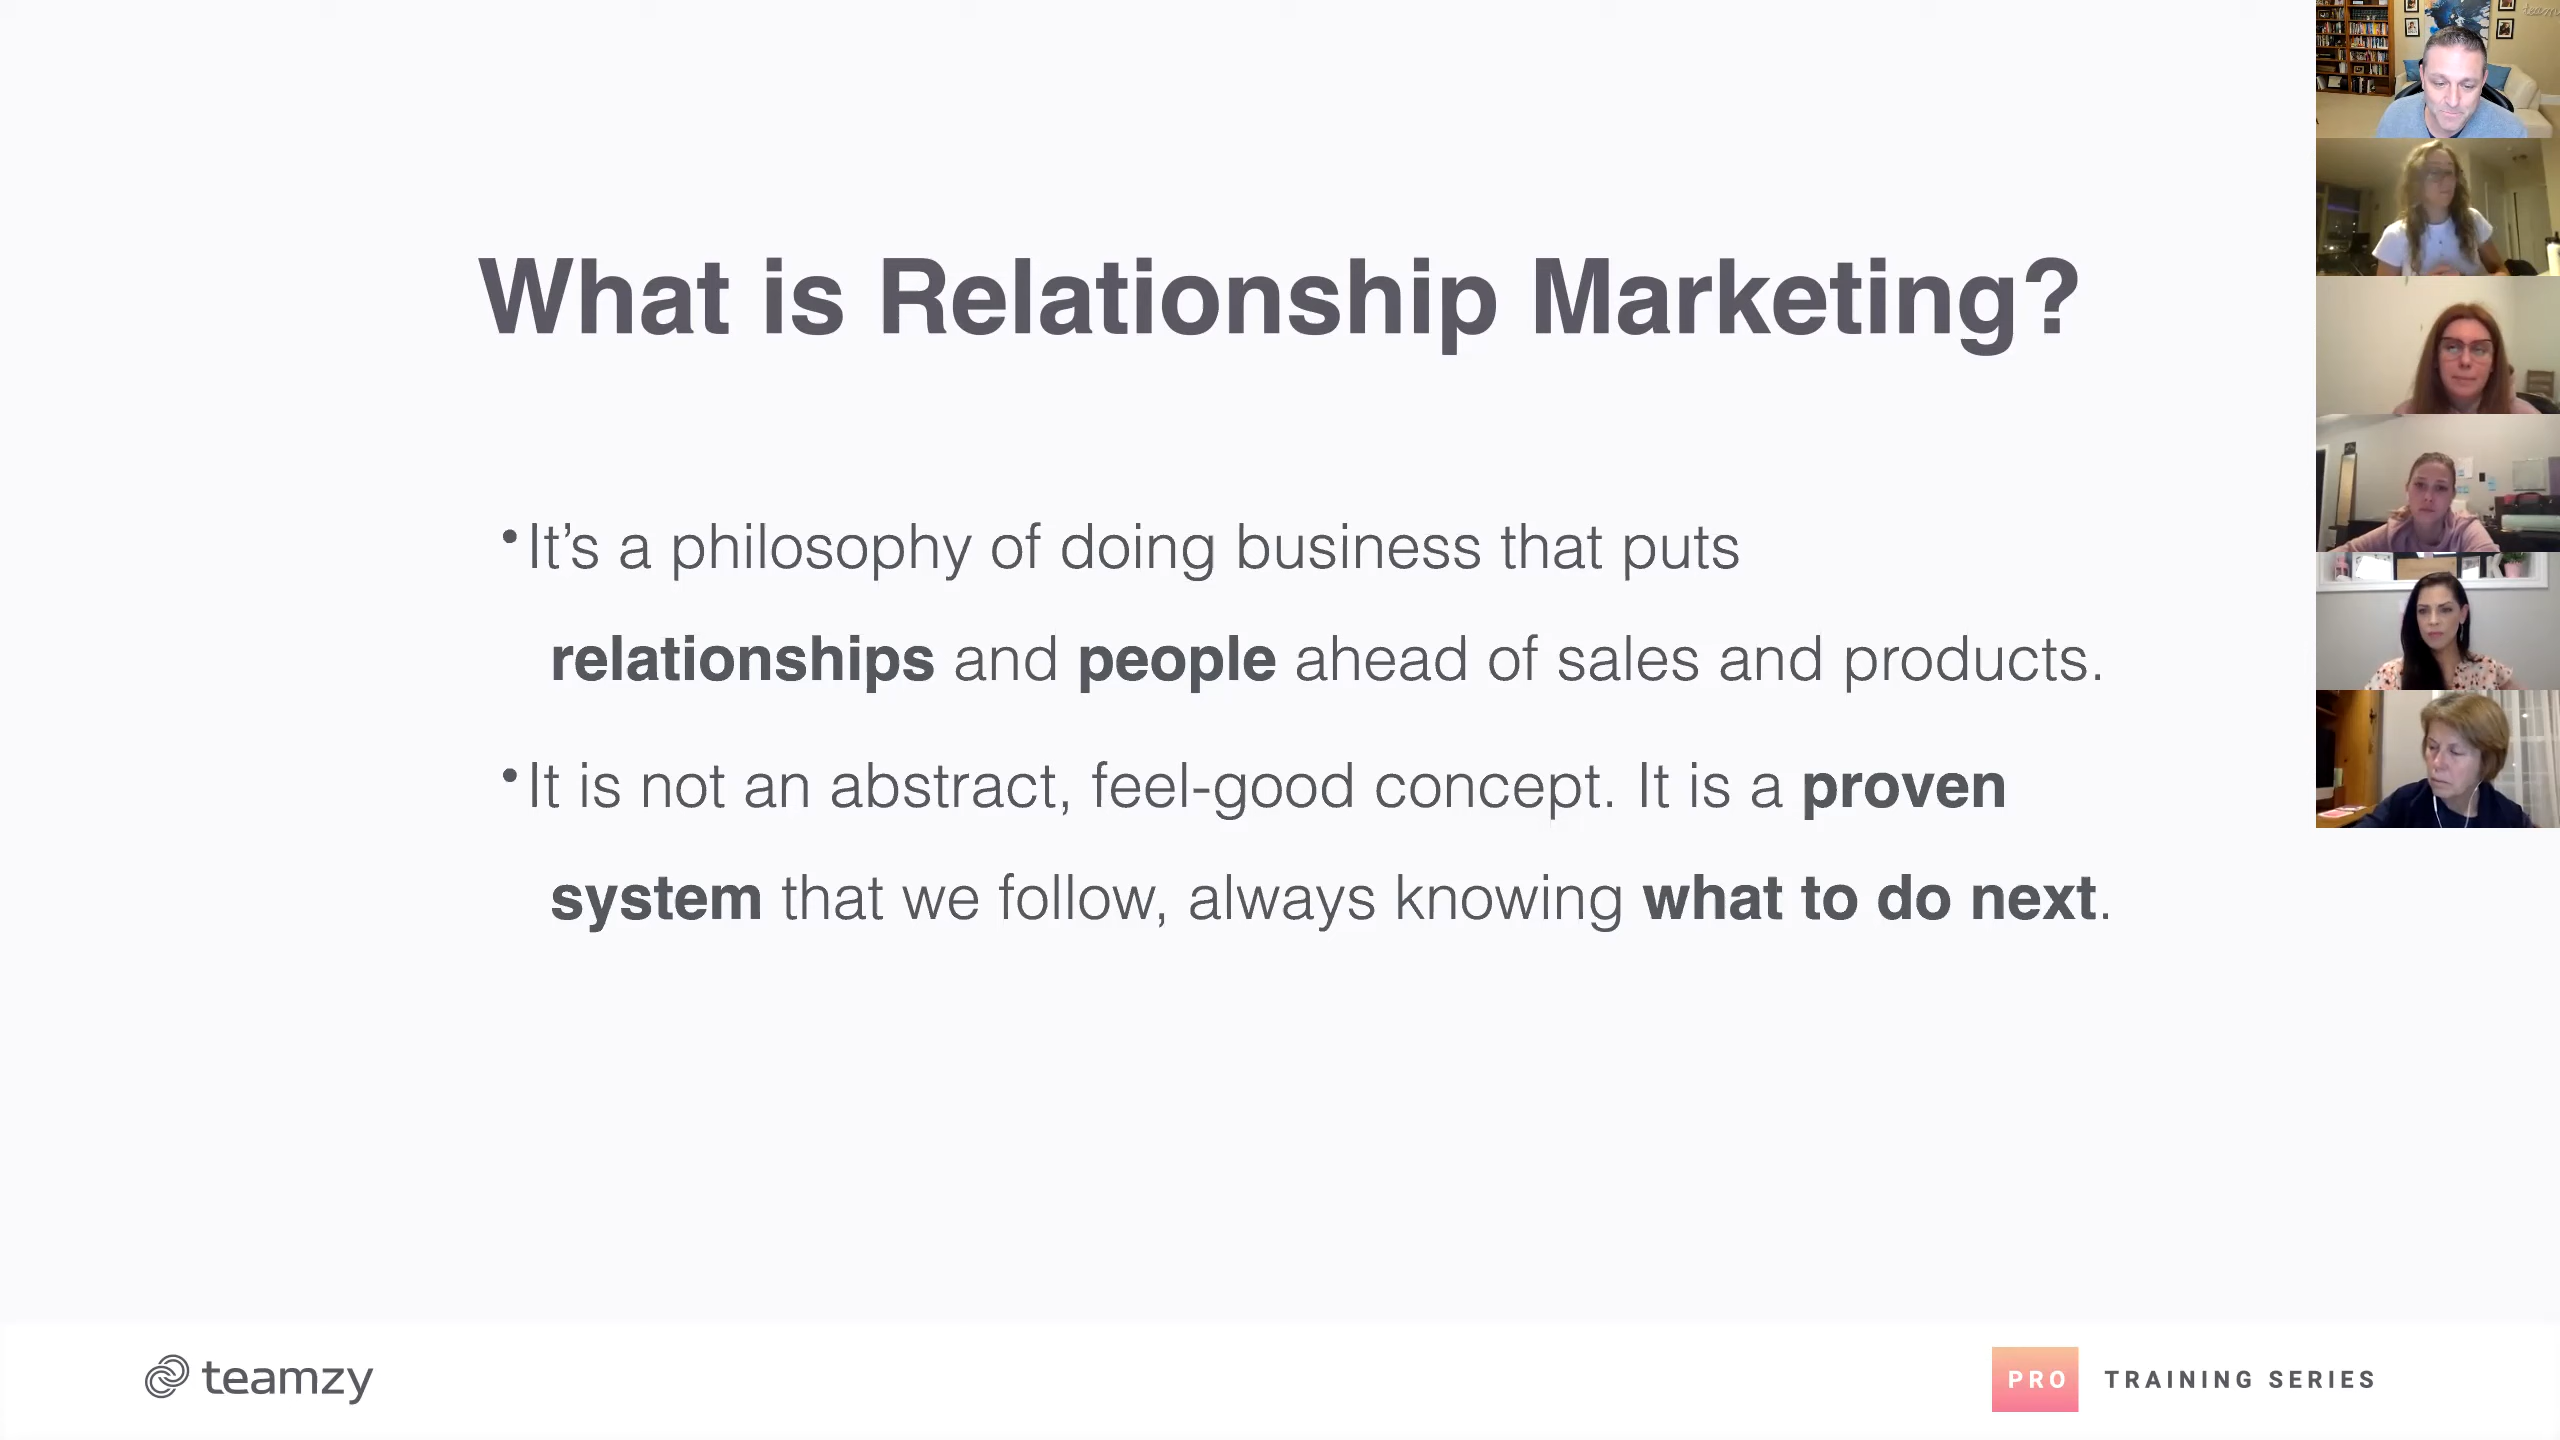 What is Relationship Marketing?
•It’s a philosophy of doing business that puts
relationships and people ahead of sales and products.
•It is not an abstract, feel-good concept. It is a proven
system that we follow, always knowing what to do next.
teamzy
PRO TRAINING SERIES